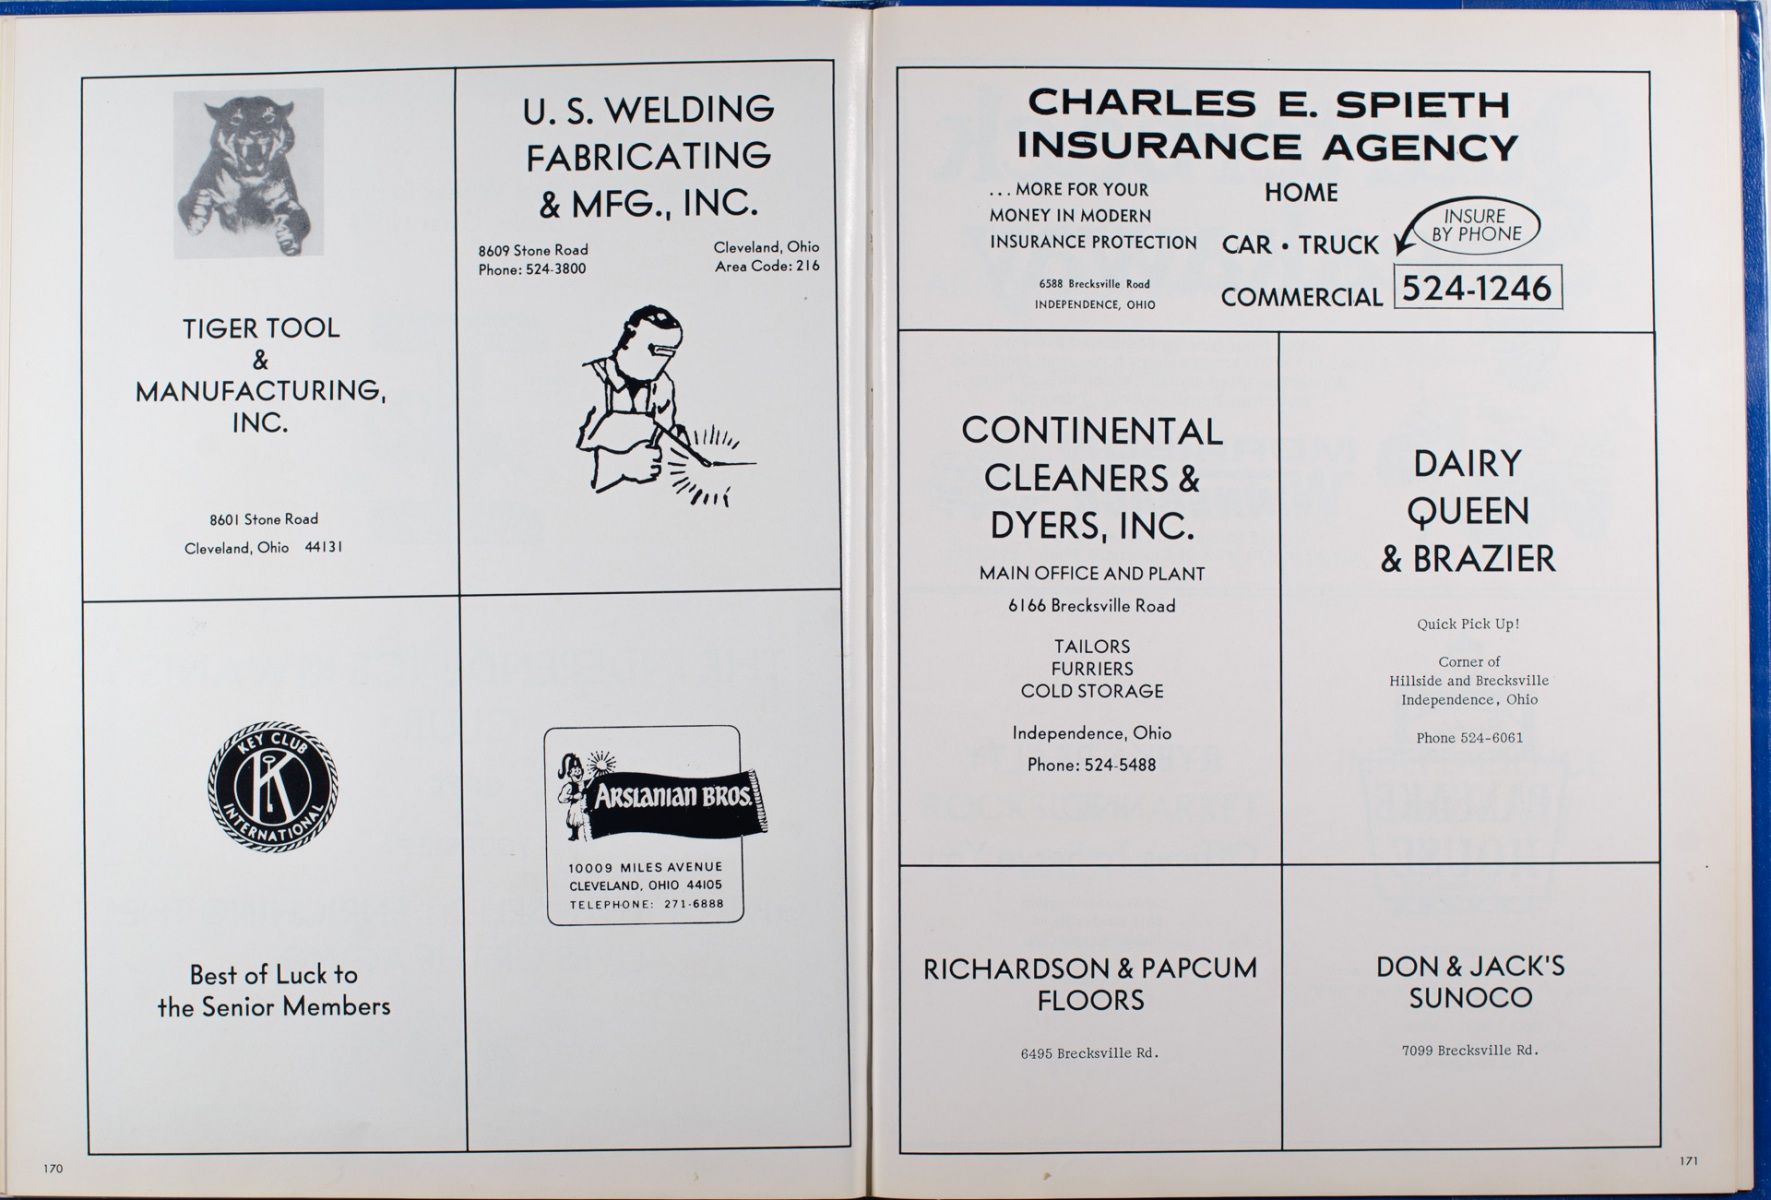 TIGER TOOL
&
MANUFACTURING,
INC.
8601 Stone Road
Cleveland, Ohio 44131
U. S. WELDING
FABRICATING
& MFG., INC.
8609 Stone Road
Phone: 524-3800
Cleveland, Ohio
Area Code: 216
KEY CLUB
K
INTERNATIONAL
Best of Luck to
the Senior Members
ARSLANIAN BROS.
10009 MILES AVENUE
CLEVELAND, OHIO 44105
TELEPHONE: 271-6888
170
CHARLES E. SPIETH
INSURANCE AGENCY
... MORE FOR YOUR
MONEY IN MODERN
INSURANCE PROTECTION
6588 Brecksville Road
INDEPENDENCE, OHIO
HOME
CAR • TRUCK
COMMERCIAL
INSURE
BY PHONE
524-1246
CONTINENTAL
CLEANERS &
DYERS, INC.
MAIN OFFICE AND PLANT
6166 Brecksville Road
TAILORS
FURRIERS
COLD STORAGE
Independence, Ohio
Phone: 524-5488
DAIRY
QUEEN
& BRAZIER
Quick Pick Up!
Corner of
Hillside and Brecksville
Independence, Ohio
Phone 524-6061
RICHARDSON & PAPCUM
FLOORS
6495 Brecksville Rd.
DON & JACK'S
SUNOCO
7099 Brecksville Rd.
171